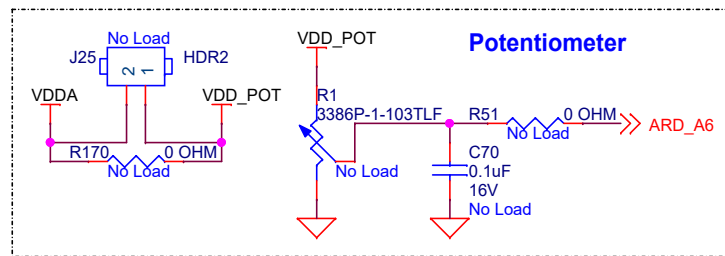 No Load
J25
HDR2
2
1
VDDA
VDD_POT
R170
0 OHM
No Load
VDD_POT
Potentiometer
R1
3386P-1-103TLF
No Load
R51
0 OHM
No Load
ARD_A6
C70
0.1uF
16V
No Load